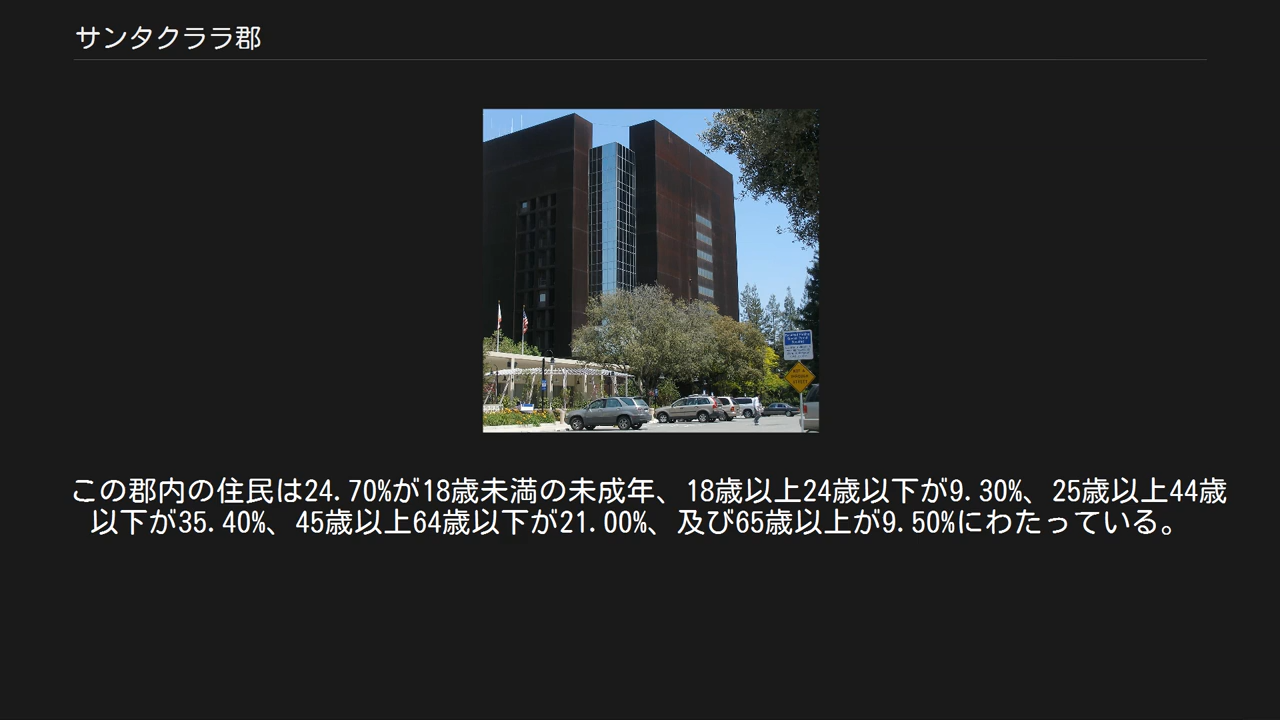 サンタクララ郡
この郡内の住民は24.70%が18歳未満の未成年、18歳以上24歳以下が9.30%、25歳以上44歳
以下が35.40%、45歳以上64歳以下が21.00%、及び65歳以上が9.50%にわたっている。